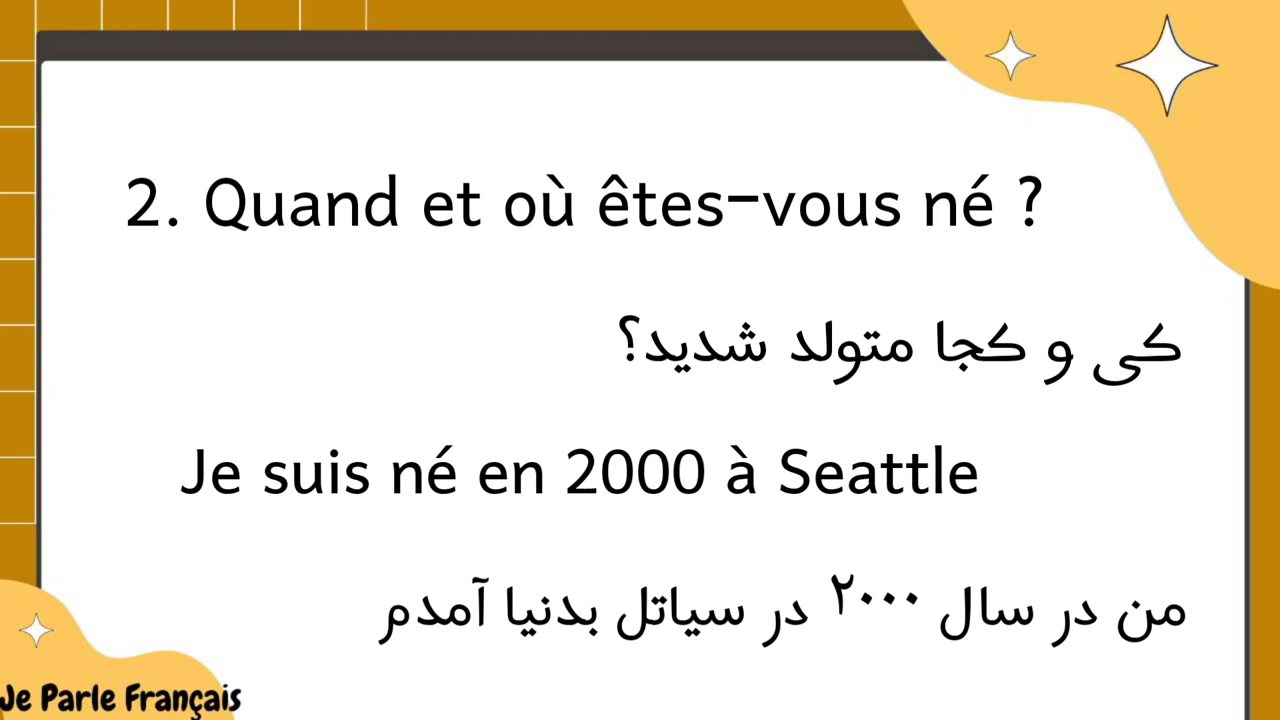 2. Quand et où êtes-vous né ?
کی و کجا متولد شدید؟
Je suis né en 2000 à Seattle
من در سال ۲۰۰۰ در سیاتل بدنیا آمدم
Je Parle Français